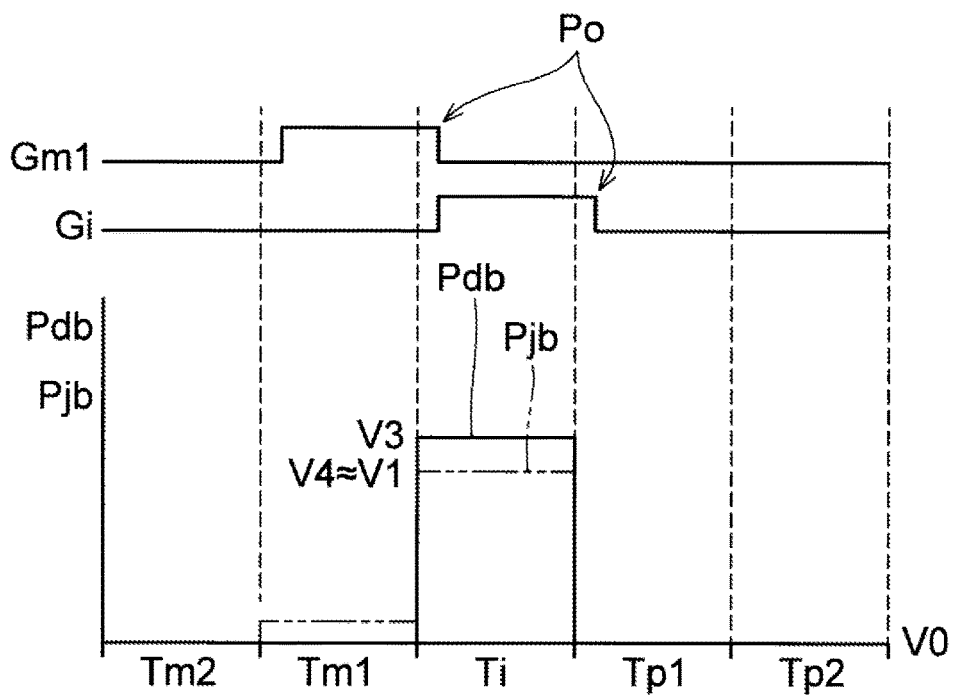 Po
Gm1
Gi
Pdb
Pdb
Pjb
Pjb
V3
V4≈V1
V0
Tm2 Tm1 Ti Tp1 Tp2